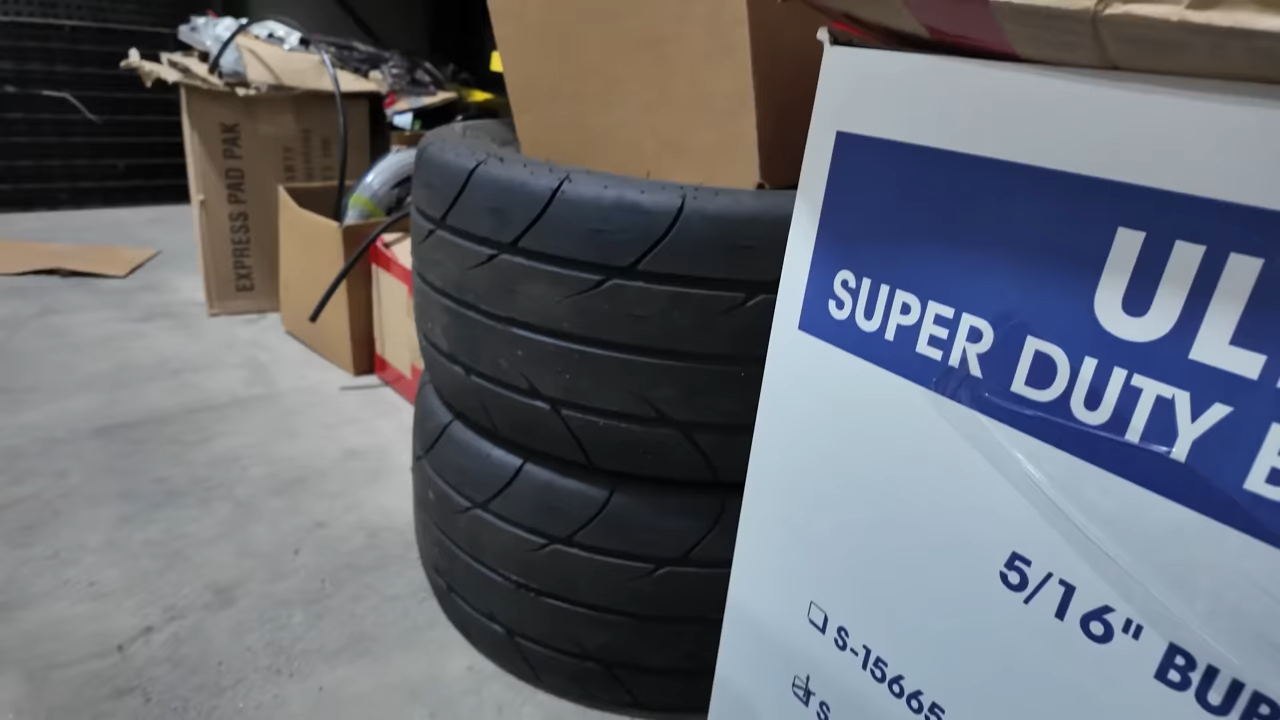 EXPRESS PAD PAK
UL
SUPER DUTY B
5/16" BUB
S-15665
S